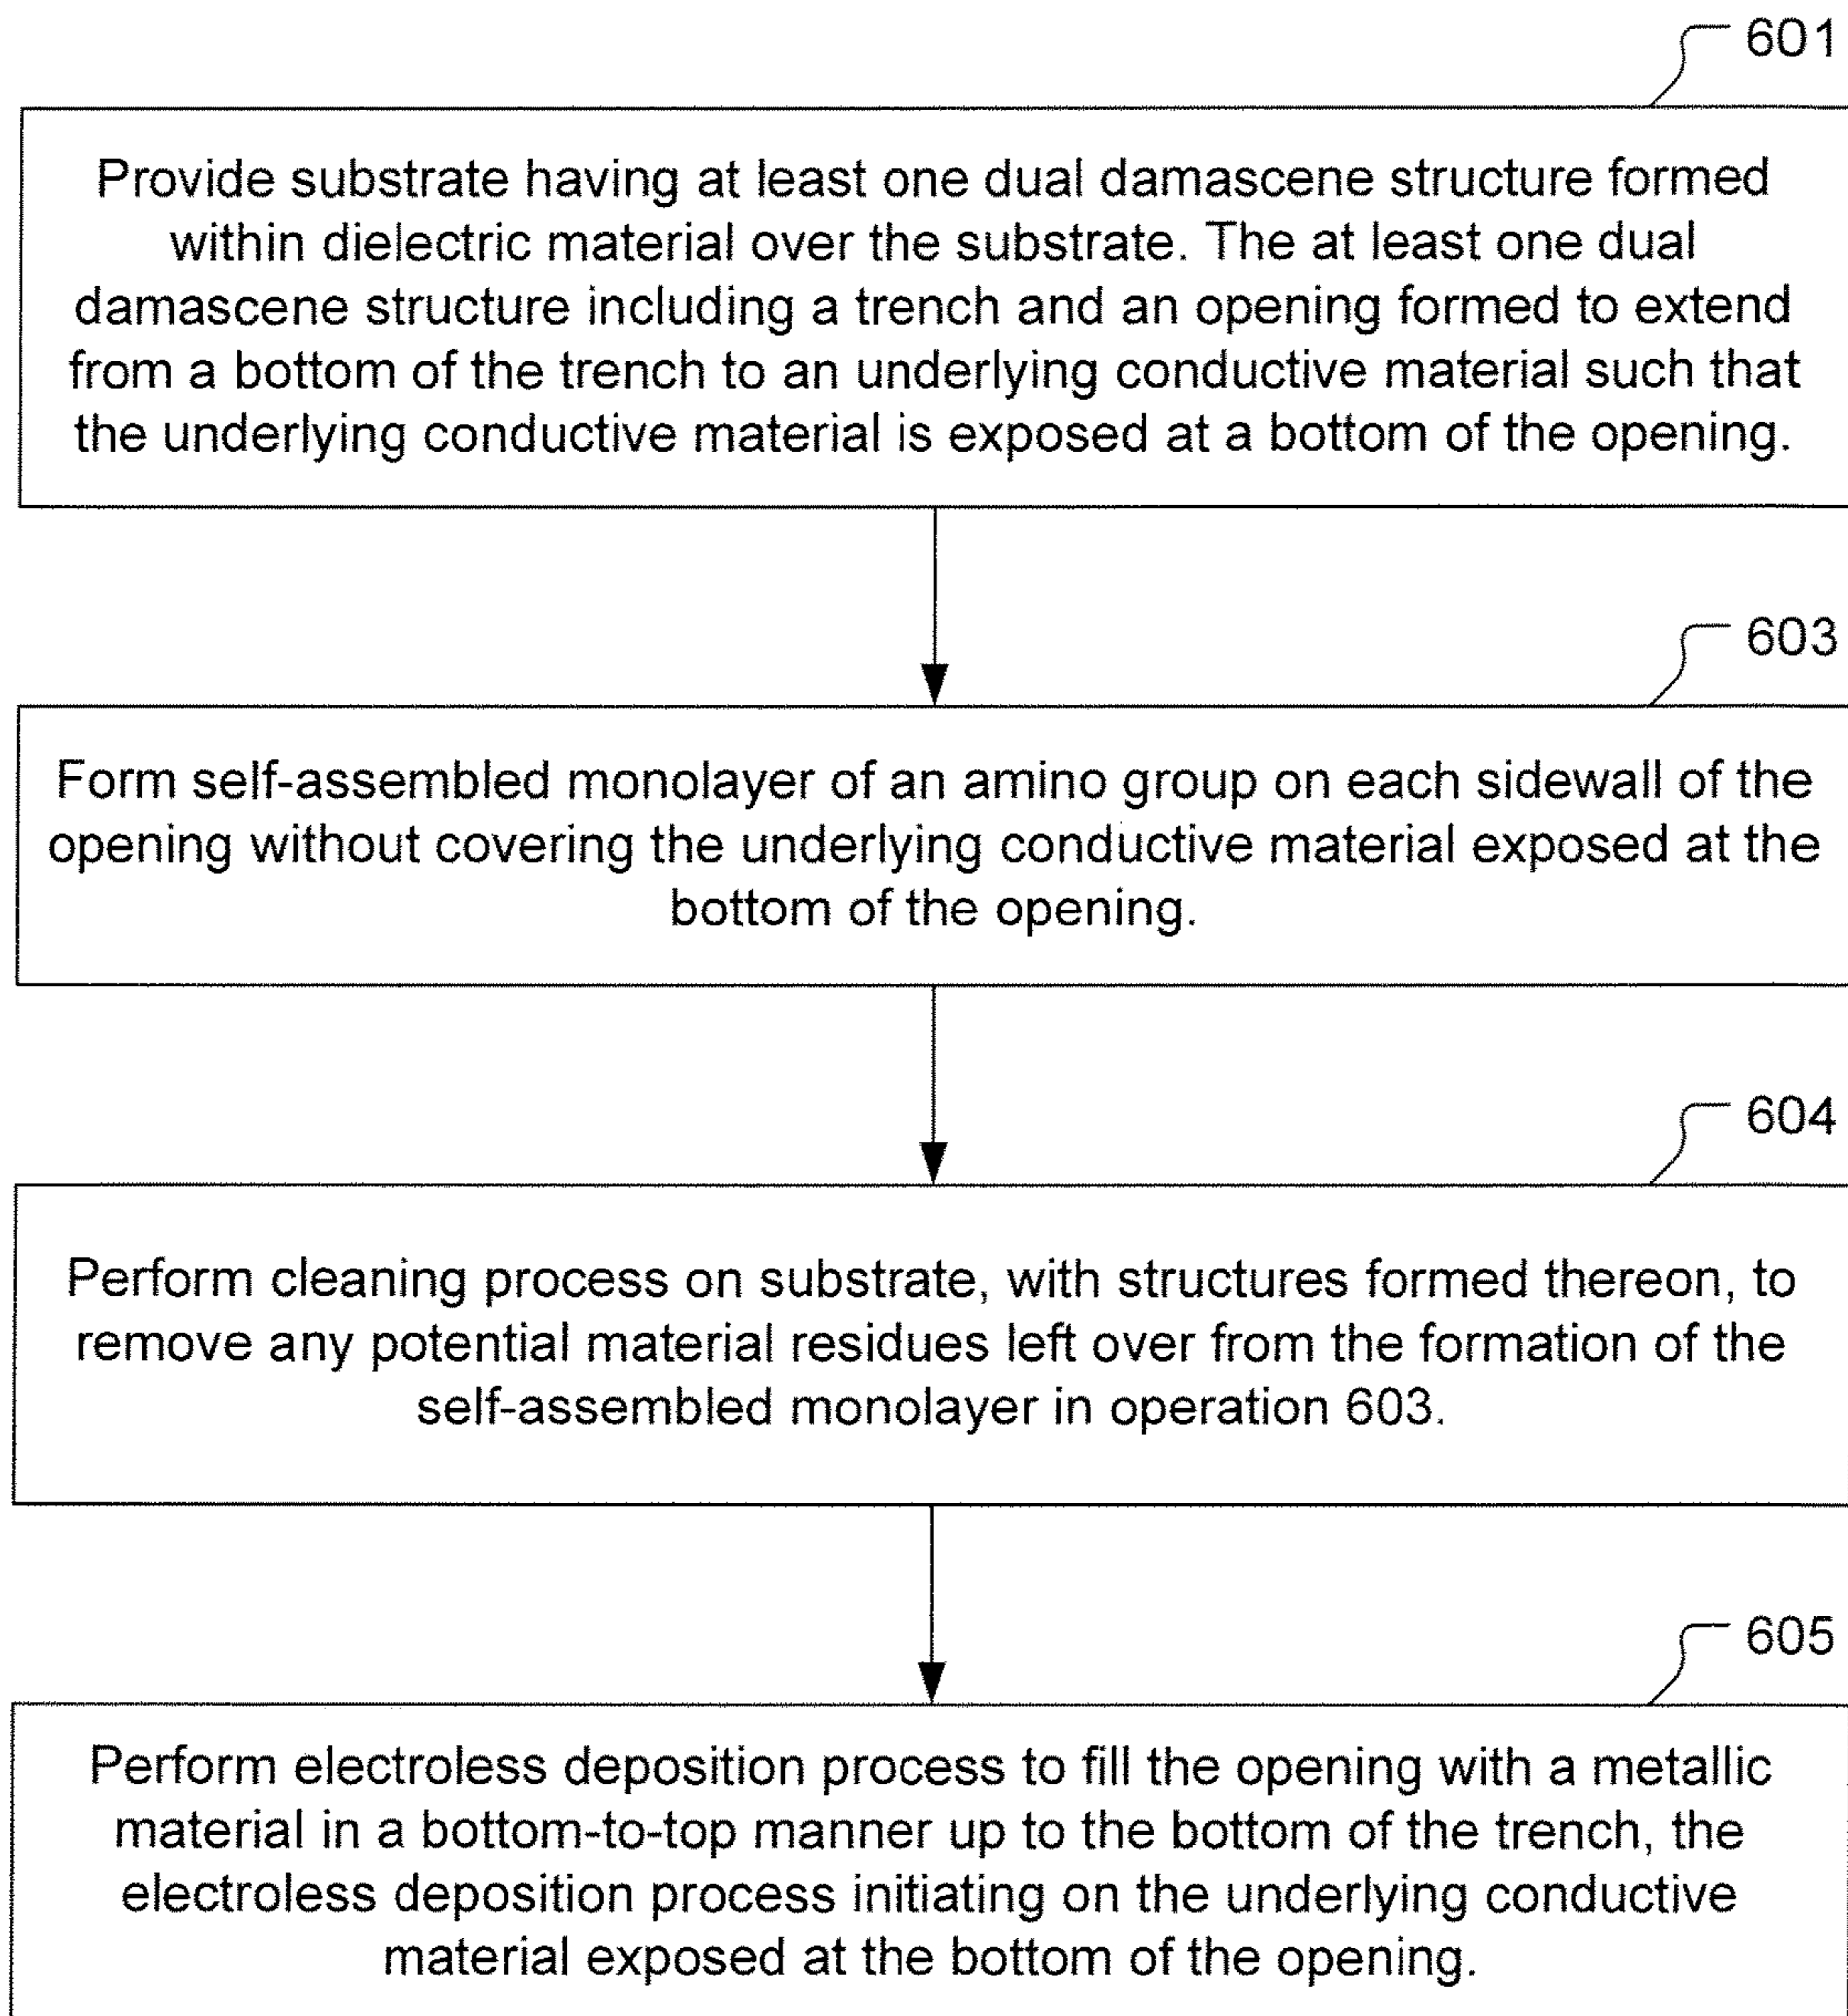 601
Provide substrate having at least one dual damascene structure formed
within dielectric material over the substrate. The at least one dual
damascene structure including a trench and an opening formed to extend
from a bottom of the trench to an underlying conductive material such that
the underlying conductive material is exposed at a bottom of the opening.
603
Form self-assembled monolayer of an amino group on each sidewall of the
opening without covering the underlying conductive material exposed at the
bottom of the opening.
604
Perform cleaning process on substrate, with structures formed thereon, to
remove any potential material residues left over from the formation of the
self-assembled monolayer in operation 603.
605
Perform electroless deposition process to fill the opening with a metallic
material in a bottom-to-top manner up to the bottom of the trench, the
electroless deposition process initiating on the underlying conductive
material exposed at the bottom of the opening.